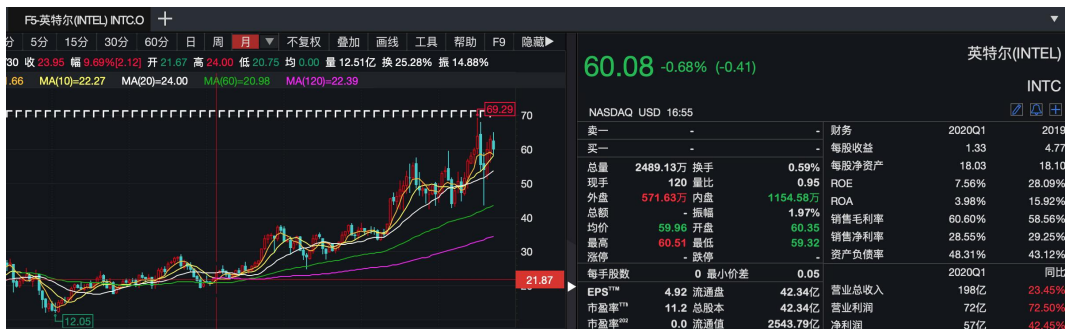 F5-英特尔(INTEL) INTC.O
分 5分 15分 30分 60分 日 周 月 不复权 叠加 画线 工具 帮助 F9 隐藏▶
30 收 23.95 幅 9.69%[2.12] 开 21.67 高 24.00 低 20.75 均 0.00 量 12.51亿 换 25.28% 振 14.88%
1.66 MA(10)=22.27 MA(20)=24.00 MA(60)=20.98 MA(120)=22.39
69.29
70
60
50
40
30
21.87
12.05
英特尔(INTEL)
60.08 -0.68% (-0.41)
INTC
NASDAQ USD 16:55
卖一 - -
买一 - -
总量 2489.13万 换手 0.59%
现手 120 量比 0.95
外盘 571.63万 内盘 1154.58万
总额 - 振幅 1.97%
均价 59.96 开盘 60.35
最高 60.51 最低 59.32
涨停 - 跌停 -
每手股数 0 最小价差 0.05
EPS™ 4.92 流通盘 42.34亿
市盈率 11.2 总股本 42.34亿
市盈率 0.0 流通值 2543.79亿
财务 2020Q1 2019
每股收益 1.33 4.77
每股净资产 18.03 18.10
ROE 7.56% 28.09%
ROA 3.98% 15.92%
销售毛利率 60.60% 58.56%
销售净利率 28.55% 29.25%
资产负债率 48.31% 43.12%
2020Q1 同比
营业总收入 198亿 23.45%
营业利润 72亿 72.50%
净利润 57亿 42.45%